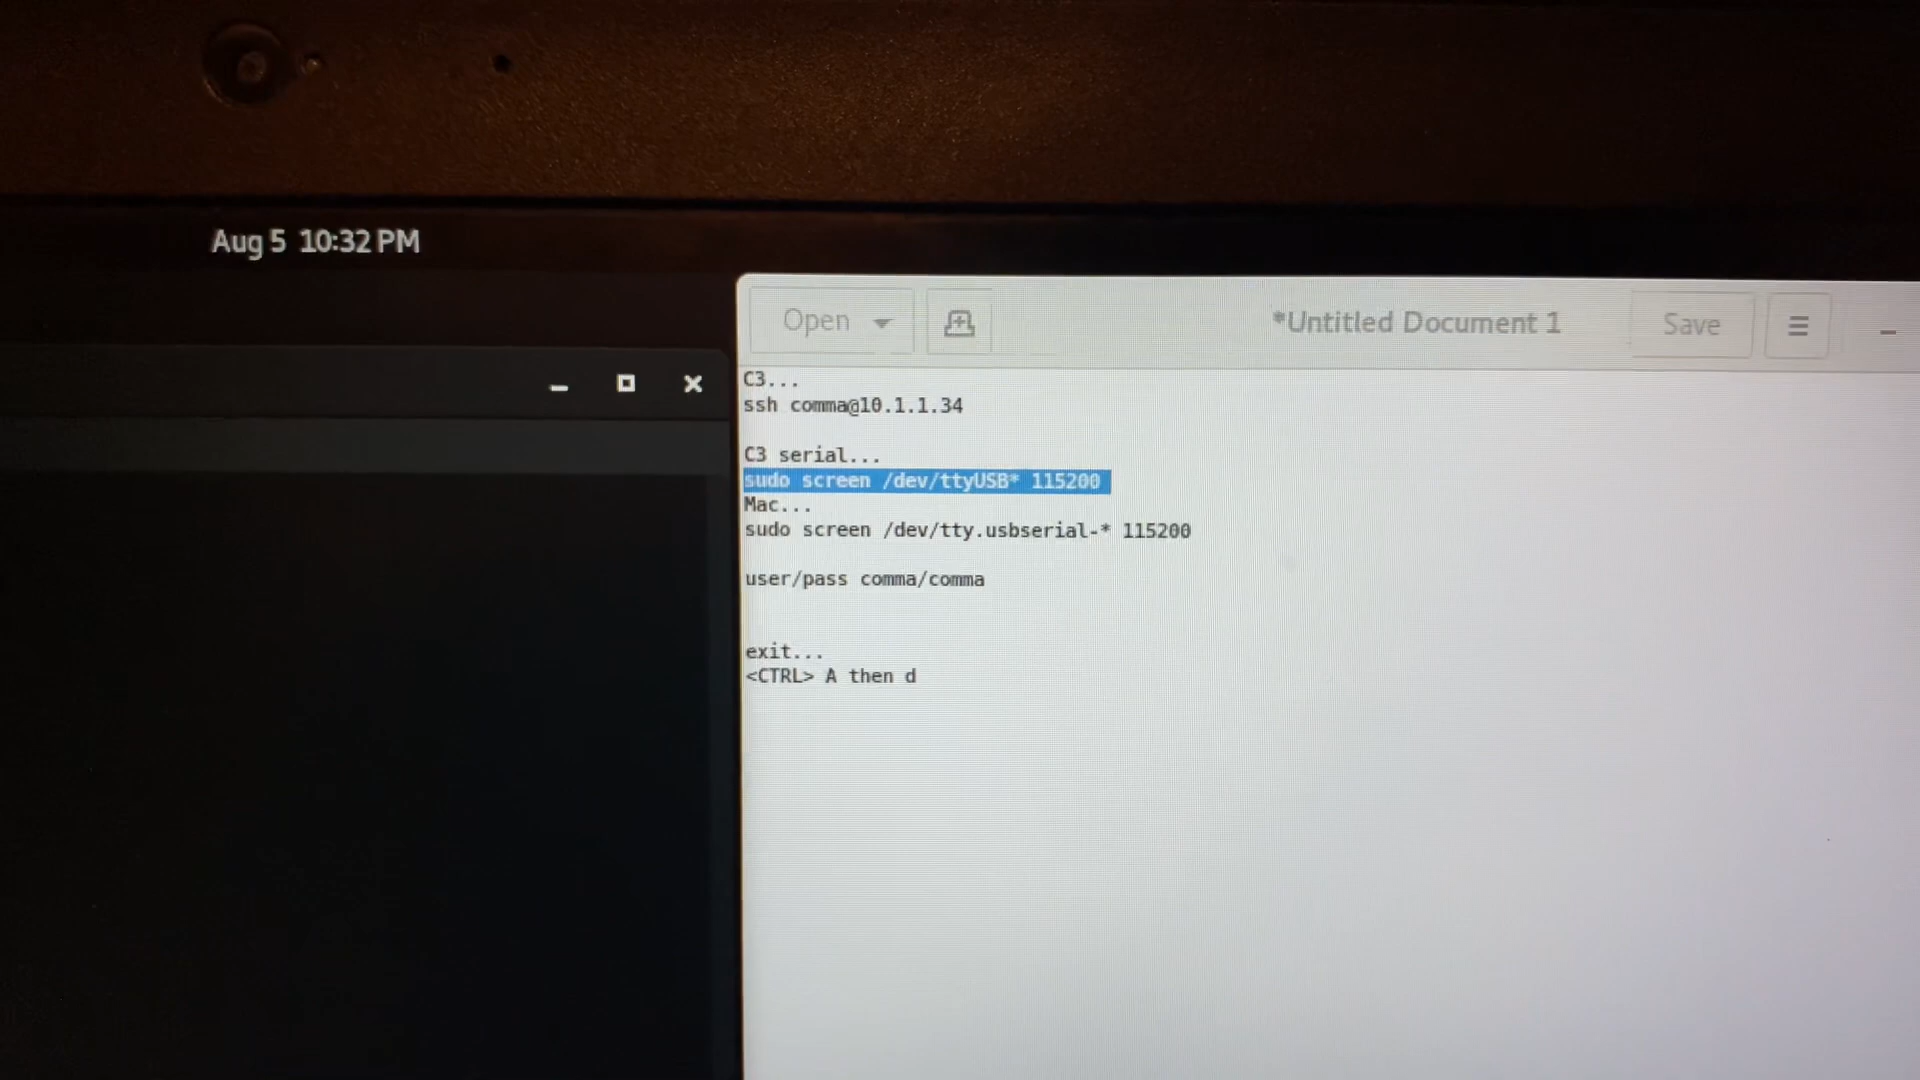 Aug 5 10:32 PM
Open
*Untitled Document 1
Save
C3...
ssh comma@10.1.1.34
C3 serial...
sudo screen /dev/ttyUSB* 115200
Mac...
sudo screen /dev/tty.usbserial-* 115200
user/pass comma/comma
exit...
<CTRL> A then d